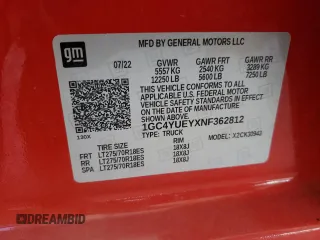 gm
MFD BY GENERAL MOTORS LLC
07/22 GVWR GAWR FRT GAWR RR
5557 KG 2540 KG 3289 KG
12250 LB 5600 LB 7250 LB
THIS VEHICLE CONFORMS TO ALL
APPLICABLE U.S. FEDERAL MOTOR
VEHICLE SAFETY STANDARDS IN EFFECT
ON THE DATE OF MANUFACTURE SHOWN
ABOVE.
1GC4YUEYXNF362812
TYPE: TRUCK MODEL: X2CK30943
TIRE SIZE RIM
FRT LT275/70R18ES 18X8J
RR LT275/70R18ES 18X8J
SPA LT275/70R18ES 18X8J
DREAMBID